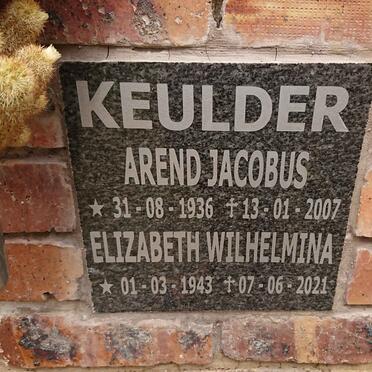 KEULDER
AREND JACOBUS
★ 31 - 08 - 1936 ✝ 13 - 01 - 2007
ELIZABETH WILHELMINA
★ 01 - 03 - 1943 ✝ 07 - 06 - 2021